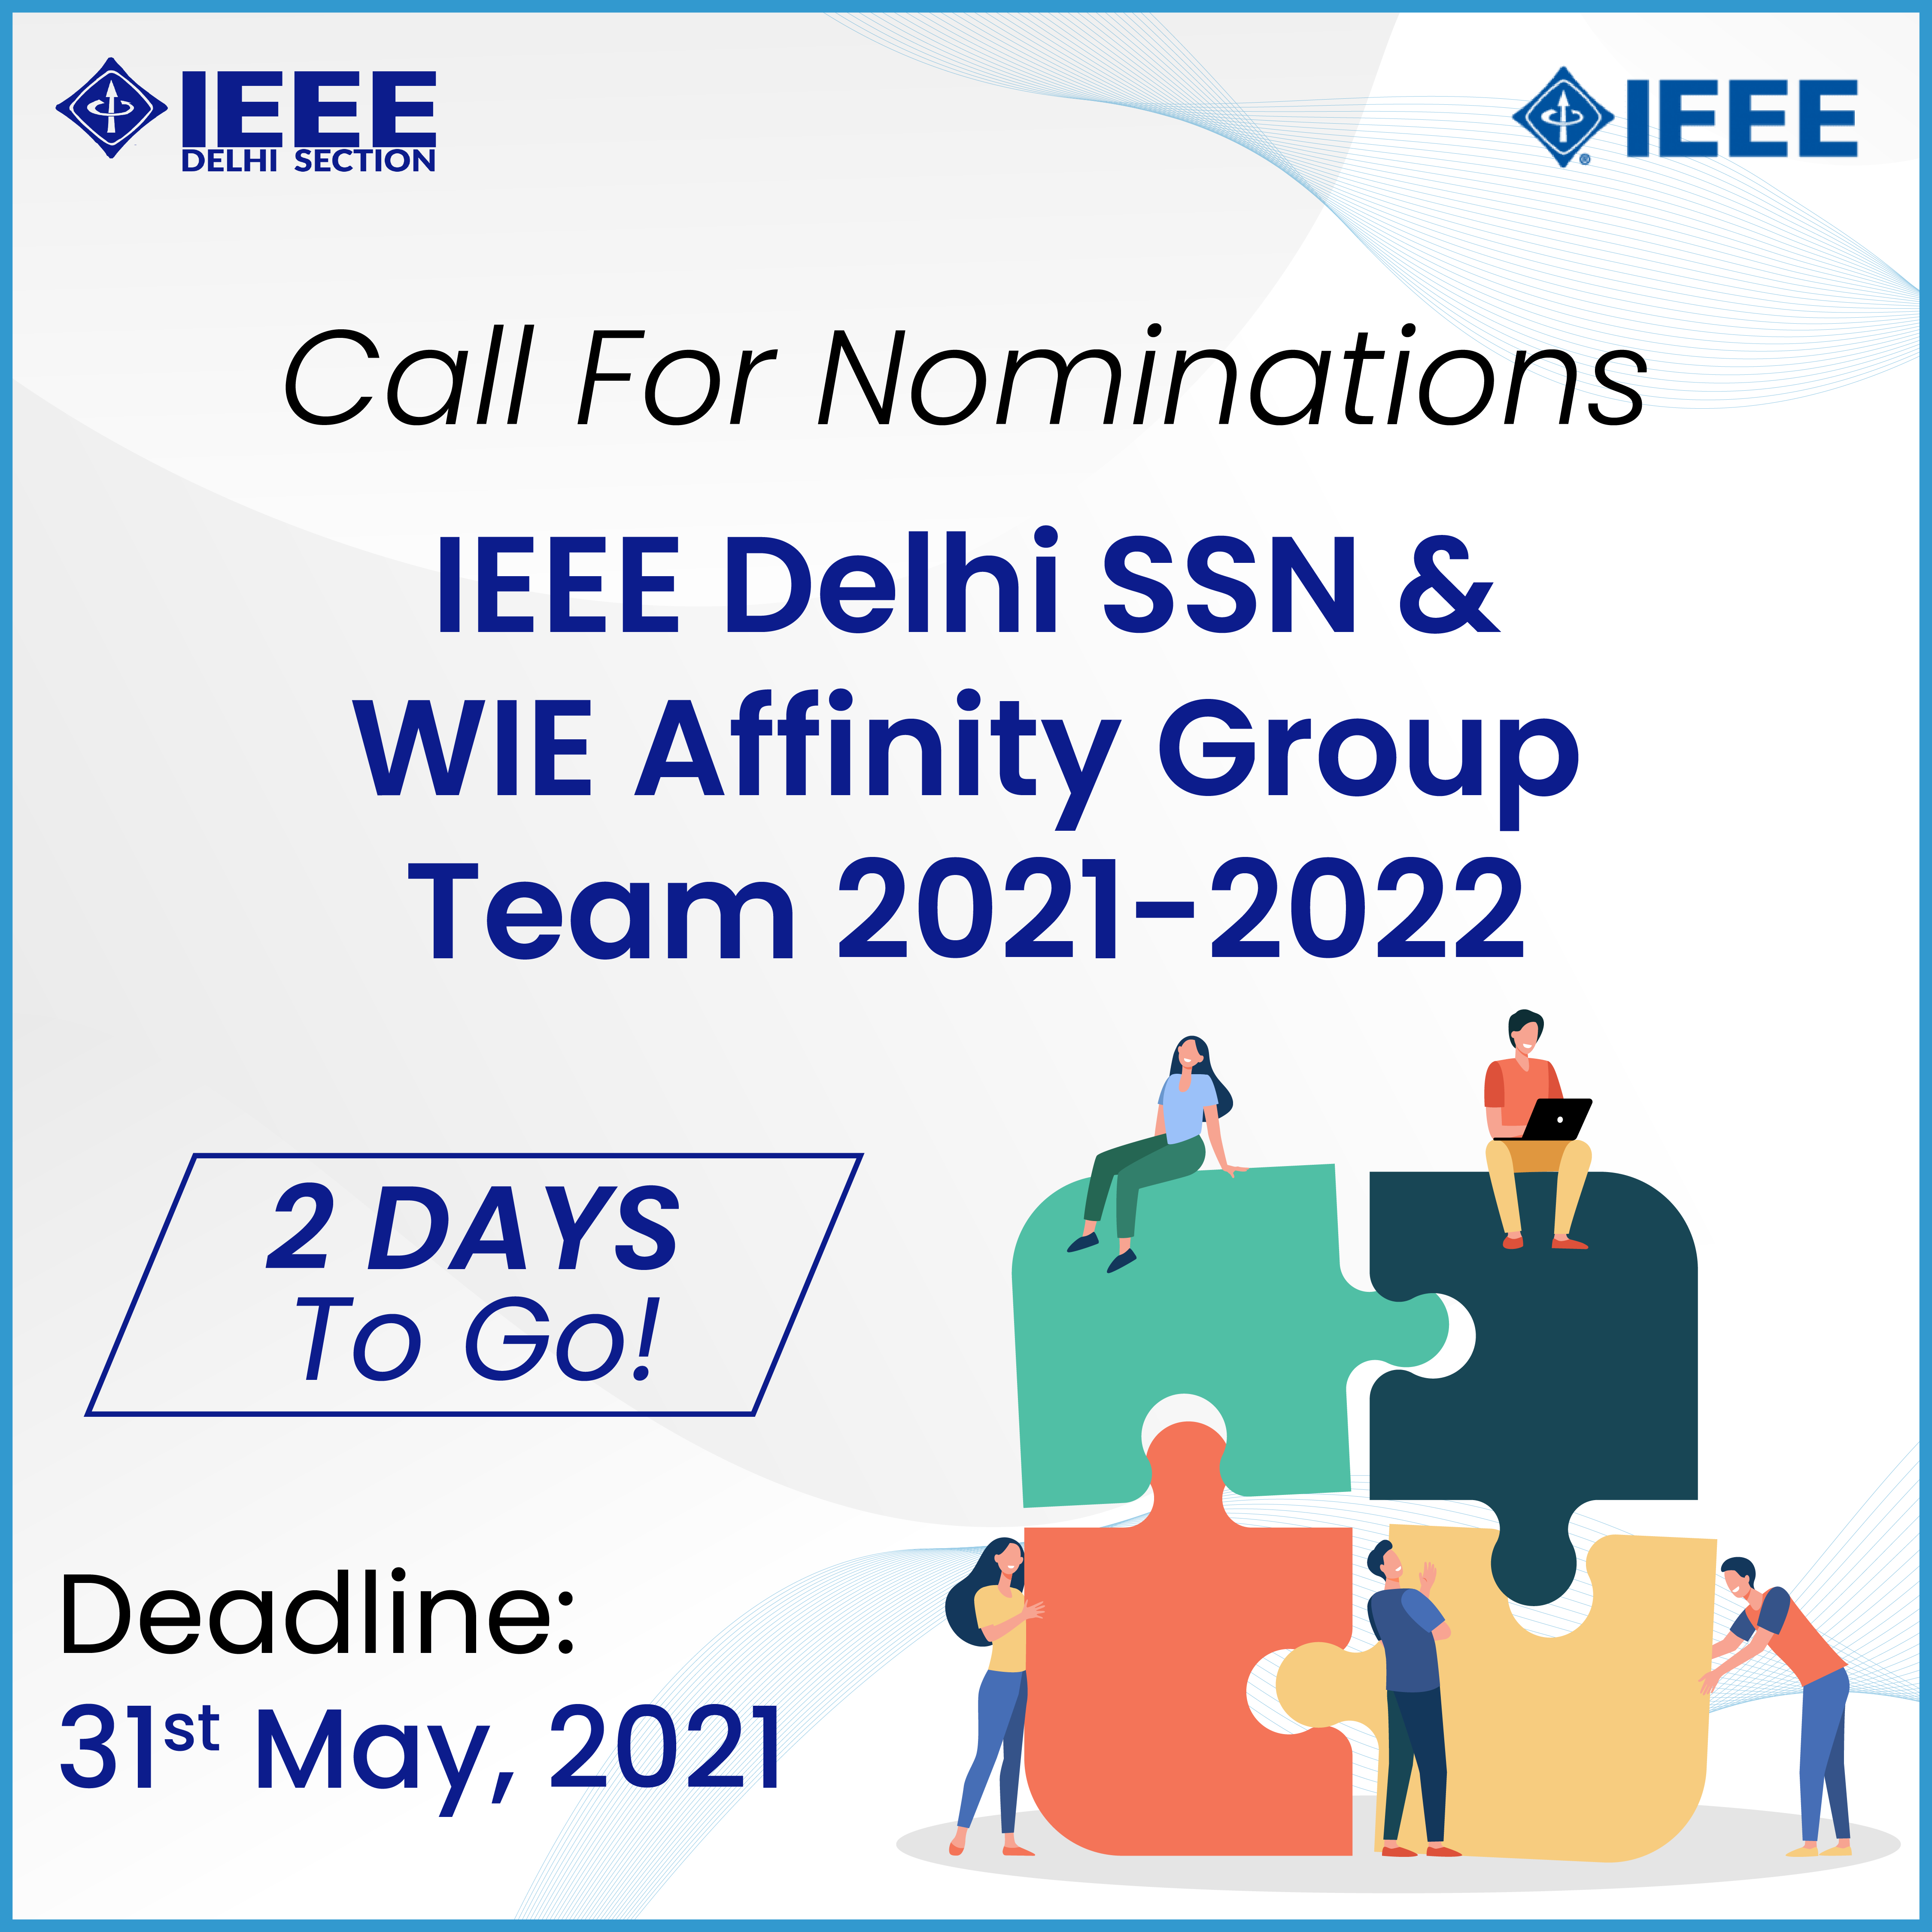 IEEE
DELHI SECTION
IEEE
Call For Nominations
IEEE Delhi SSN &
WIE Affinity Group
Team 2021-2022
2 DAYS
To Go!
Deadline:
31st May, 2021